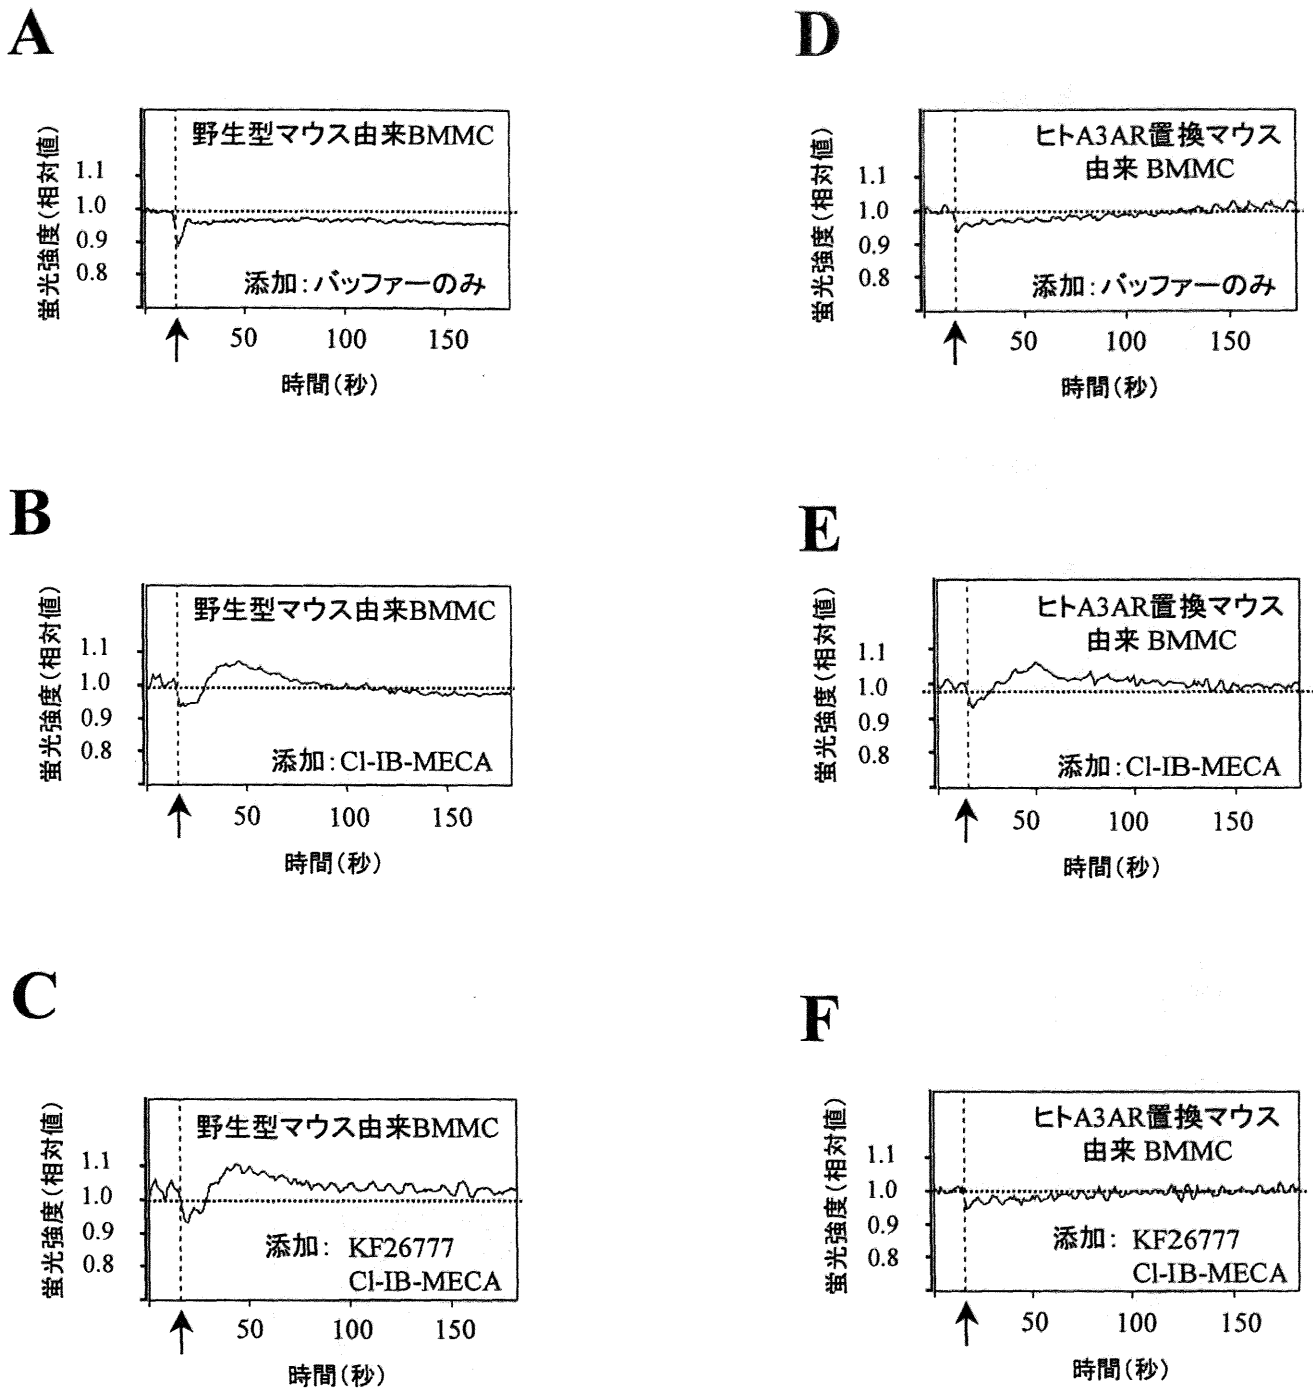 A
野生型マウス由来BMMC
蛍光強度(相対値)
1.1
1.0
0.9
0.8
添加：バッファーのみ
50 100 150
時間(秒)
B
野生型マウス由来BMMC
蛍光強度(相対値)
1.1
1.0
0.9
0.8
添加：Cl-IB-MECA
50 100 150
時間(秒)
C
野生型マウス由来BMMC
蛍光強度(相対値)
1.1
1.0
0.9
0.8
添加： KF26777
Cl-IB-MECA
50 100 150
時間(秒)
D
ヒトA3AR置換マウス
由来 BMMC
蛍光強度(相対値)
1.1
1.0
0.9
0.8
添加：バッファーのみ
50 100 150
時間(秒)
E
ヒトA3AR置換マウス
由来 BMMC
蛍光強度(相対値)
1.1
1.0
0.9
0.8
添加：Cl-IB-MECA
50 100 150
時間(秒)
F
ヒトA3AR置換マウス
由来 BMMC
蛍光強度(相対値)
1.1
1.0
0.9
0.8
添加： KF26777
Cl-IB-MECA
50 100 150
時間(秒)